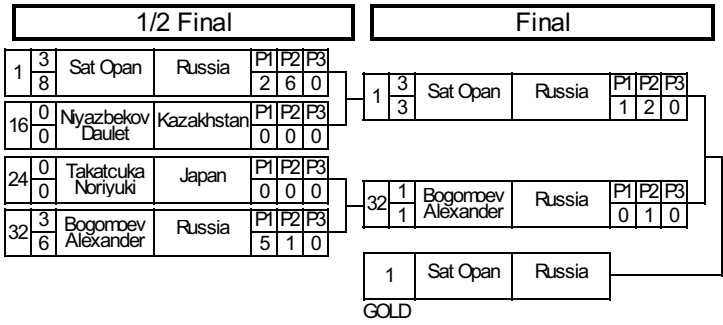 1/2 Final
Final
1 3 8 Sat Opan Russia P1 P2 P3 2 6 0
16 0 0 Niyazbekov Daulet Kazakhstan P1 P2 P3 0 0 0
24 0 0 Takatcuka Noriyuki Japan P1 P2 P3 0 0 0
32 3 6 Bogomoev Alexander Russia P1 P2 P3 5 1 0
1 3 3 Sat Opan Russia P1 P2 P3 1 2 0
32 1 1 Bogomoev Alexander Russia P1 P2 P3 0 1 0
1 Sat Opan Russia
GOLD